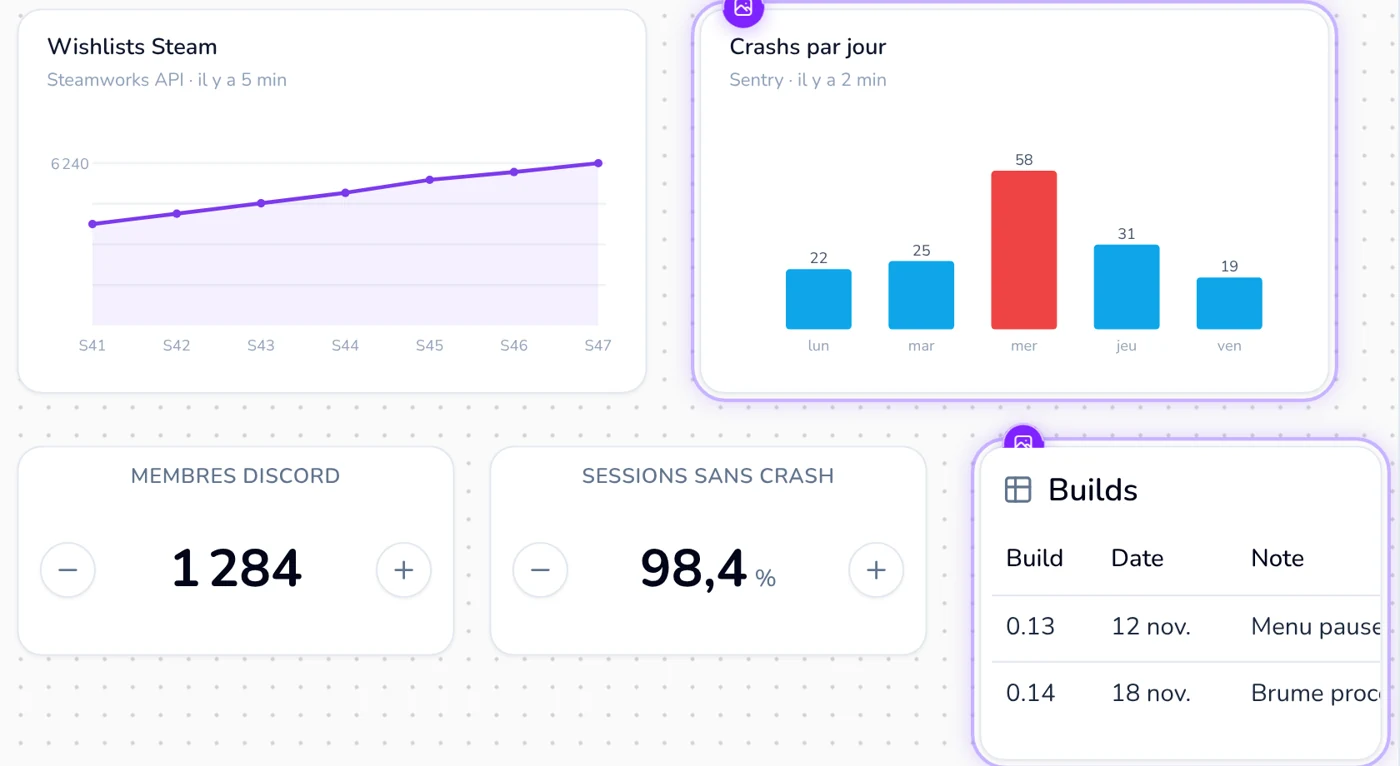 Wishlists Steam
Steamworks API · il y a 5 min
6 240
S41 S42 S43 S44 S45 S46 S47
Crashs par jour
Sentry · il y a 2 min
22 25 58 31 19
lun mar mer jeu ven
MEMBRES DISCORD
− 1 284 +
SESSIONS SANS CRASH
− 98,4 % +
Builds
Build Date Note
0.13 12 nov. Menu pause
0.14 18 nov. Brume proc